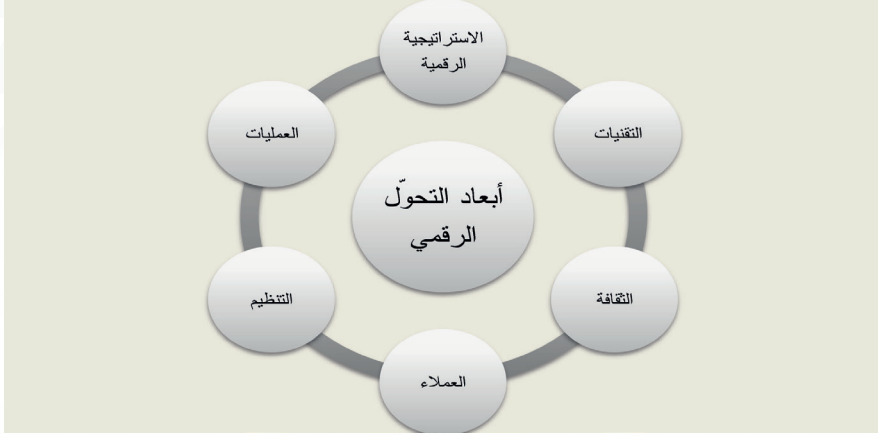 الاستراتيجية
الرقمية
التقنيات
العمليات
أبعاد التحوّل
الرقمي
الثقافة
التنظيم
العملاء